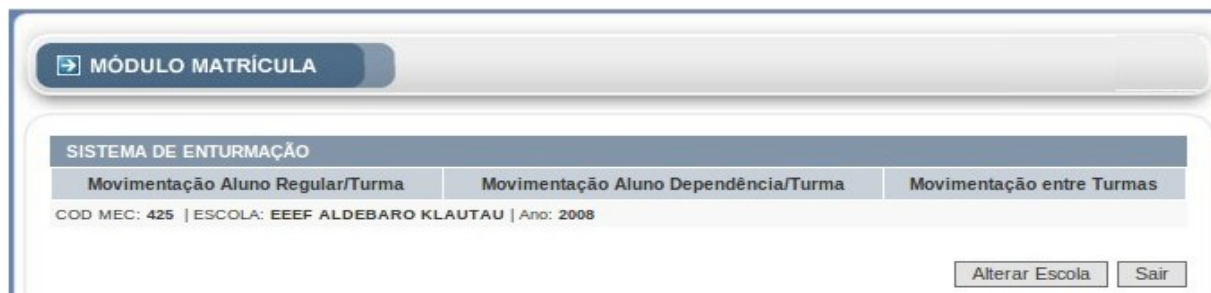 MÓDULO MATRÍCULA
SISTEMA DE ENTURMAÇÃO
Movimentação Aluno Regular/Turma Movimentação Aluno Dependência/Turma Movimentação entre Turmas
COD MEC: 425 | ESCOLA: EEEF ALDEBARO KLAUTAU | Ano: 2008
Alterar Escola Sair